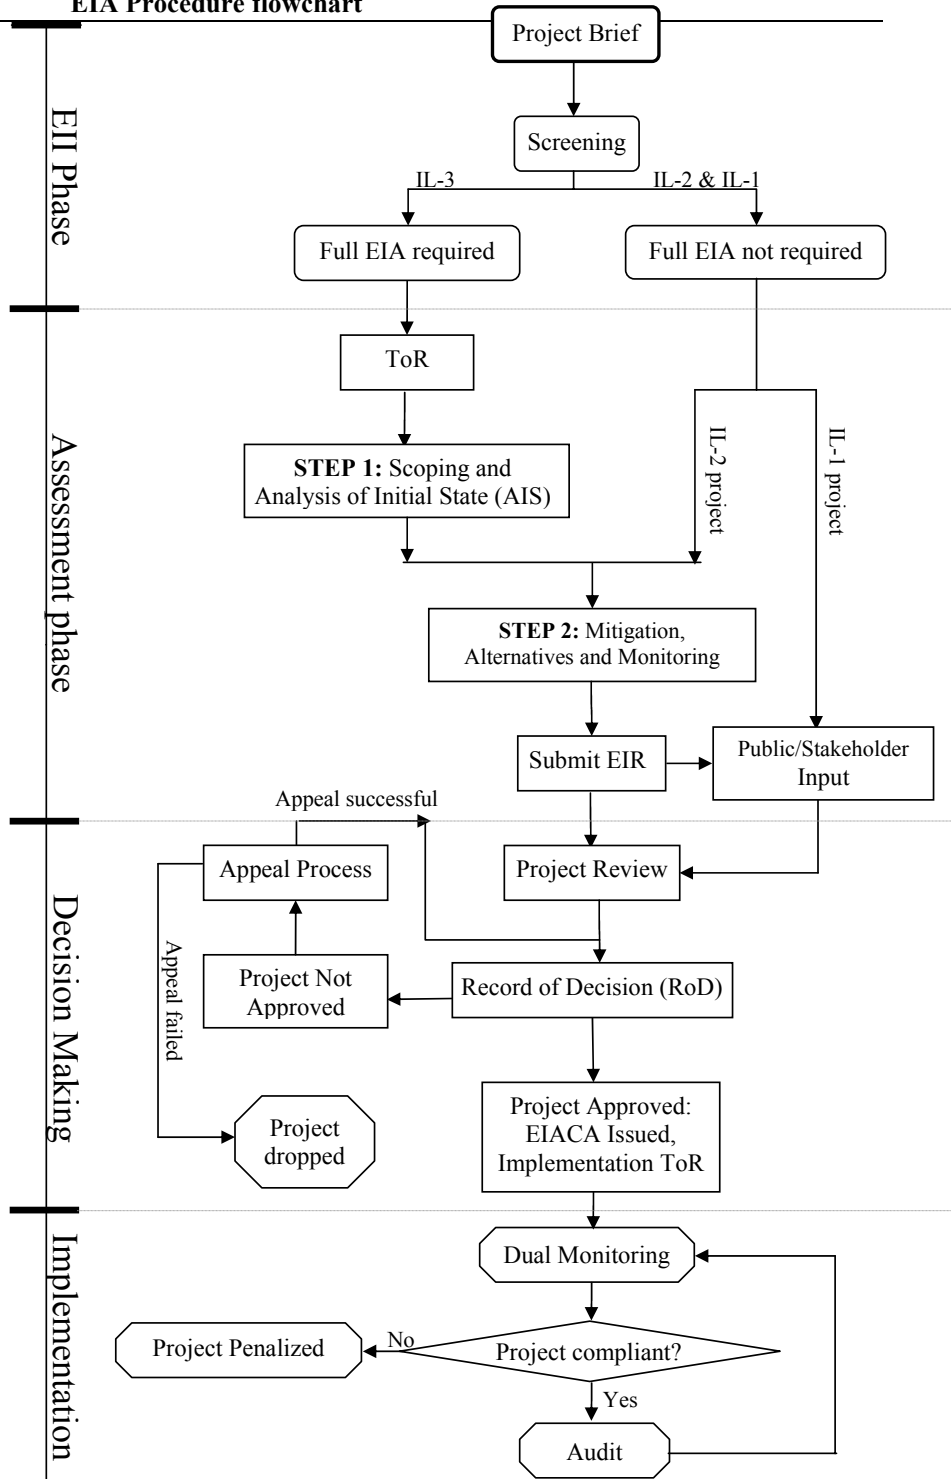 EIA Procedure flowchart
Project Brief
Screening
IL-3
IL-2 & IL-1
Full EIA required
Full EIA not required
EII Phase
ToR
STEP 1: Scoping and
Analysis of Initial State (AIS)
IL-2 project
IL-1 project
STEP 2: Mitigation,
Alternatives and Monitoring
Submit EIR
Public/Stakeholder
Input
Assessment phase
Appeal successful
Appeal Process
Project Review
Appeal failed
Project Not
Approved
Record of Decision (RoD)
Project
dropped
Project Approved:
EIACA Issued,
Implementation ToR
Decision Making
Dual Monitoring
Project Penalized
No
Project compliant?
Yes
Audit
Implementation